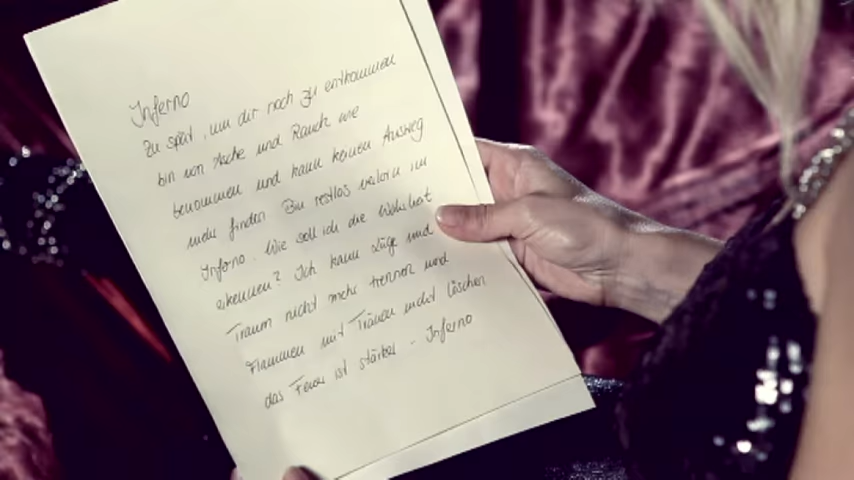 Inferno
Zu spät, um dir noch zu entkommen
bin von Asche und Rauch wie
benommen und kann keinen Ausweg
mehr finden Bin restlos verlorn im
Inferno. Wie soll ich die Wahrheit
erkennen? Ich kann Lüge und
Traum nicht mehr trennen und
Flammen mit Tränen nicht löschen
das Feuer ist stärker - Inferno